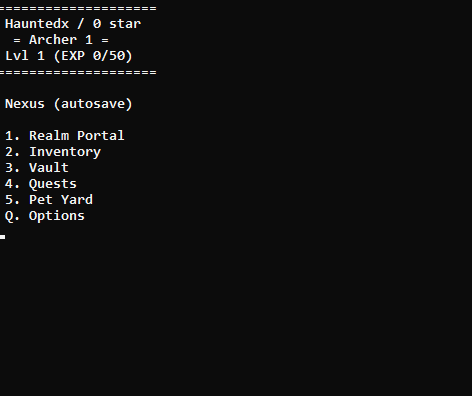 ====================
Hauntedx / 0 star
= Archer 1 =
Lvl 1 (EXP 0/50)
====================
Nexus (autosave)
1. Realm Portal
2. Inventory
3. Vault
4. Quests
5. Pet Yard
Q. Options